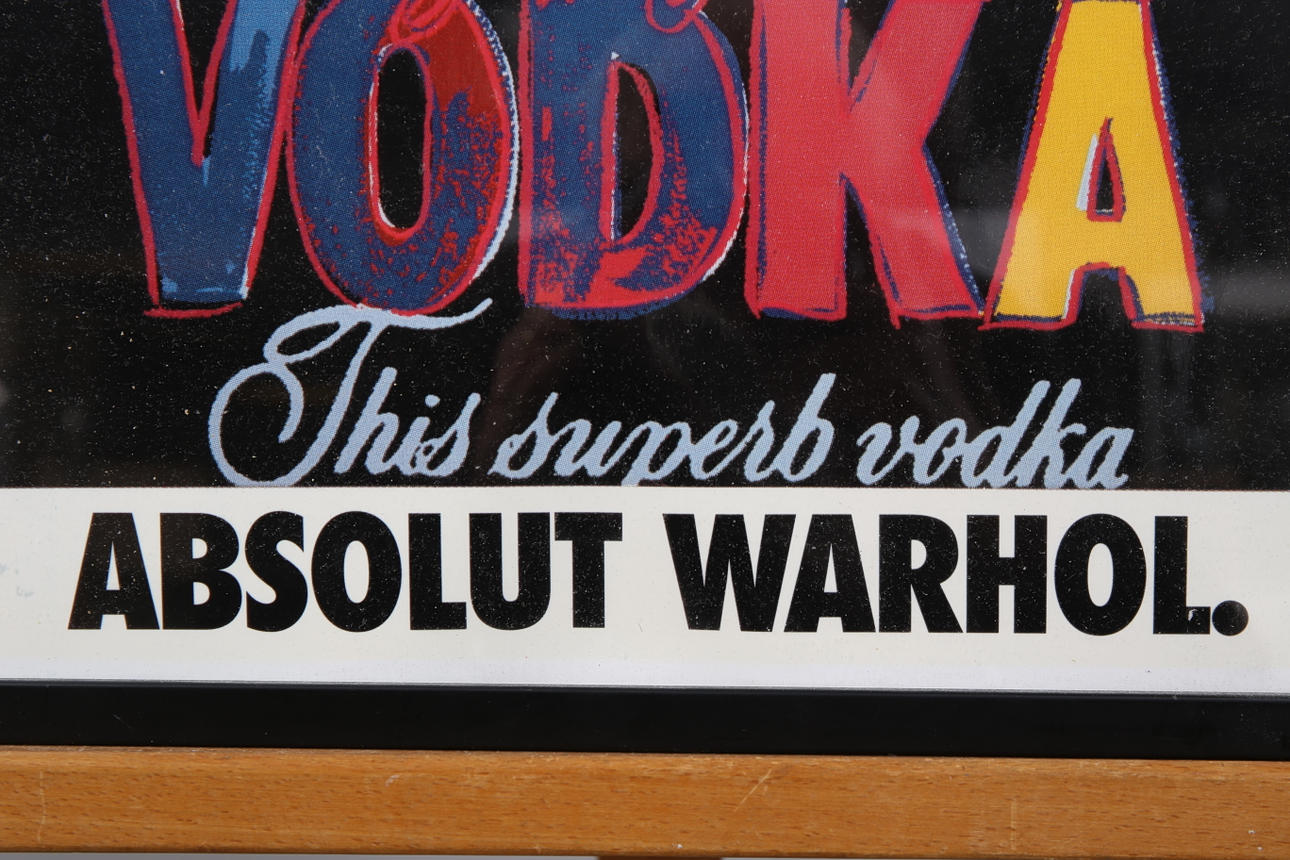 VODKA
This superb vodka
ABSOLUT WARHOL.